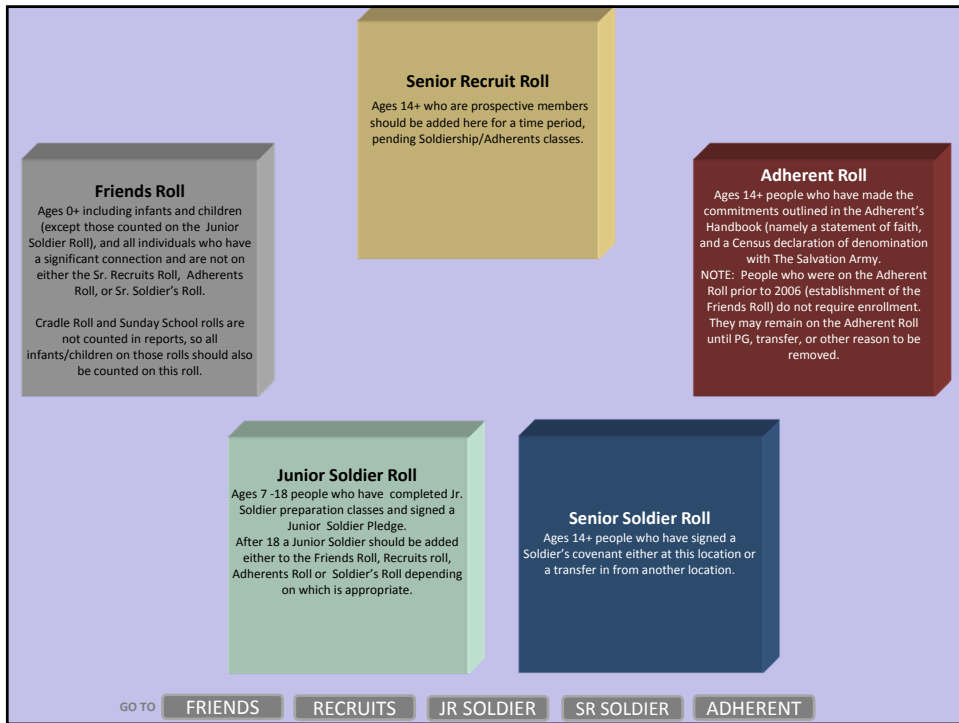 Senior Recruit Roll
Ages 14+ who are prospective members
should be added here for a time period,
pending Soldiership/Adherents classes.
Friends Roll
Ages 0+ including infants and children
(except those counted on the Junior
Soldier Roll), and all individuals who have
a significant connection and are not on
either the Sr. Recruits Roll, Adherents
Roll, or Sr. Soldier's Roll.
Cradle Roll and Sunday School rolls are
not counted in reports, so all
infants/children on those rolls should also
be counted on this roll.
Adherent Roll
Ages 14+ people who have made the
commitments outlined in the Adherent's
Handbook (namely a statement of faith,
and a Census declaration of denomination
with The Salvation Army.
NOTE: People who were on the Adherent
Roll prior to 2006 (establishment of the
Friends Roll) do not require enrollment.
They may remain on the Adherent Roll
until PG, transfer, or other reason to be
removed.
Junior Soldier Roll
Ages 7 -18 people who have completed Jr.
Soldier preparation classes and signed a
Junior Soldier Pledge.
After 18 a Junior Soldier should be added
either to the Friends Roll, Recruits roll,
Adherents Roll or Soldier's Roll depending
on which is appropriate.
Senior Soldier Roll
Ages 14+ people who have signed a
Soldier's covenant either at this location or
a transfer in from another location.
GO TO FRIENDS RECRUITS JR SOLDIER SR SOLDIER ADHERENT